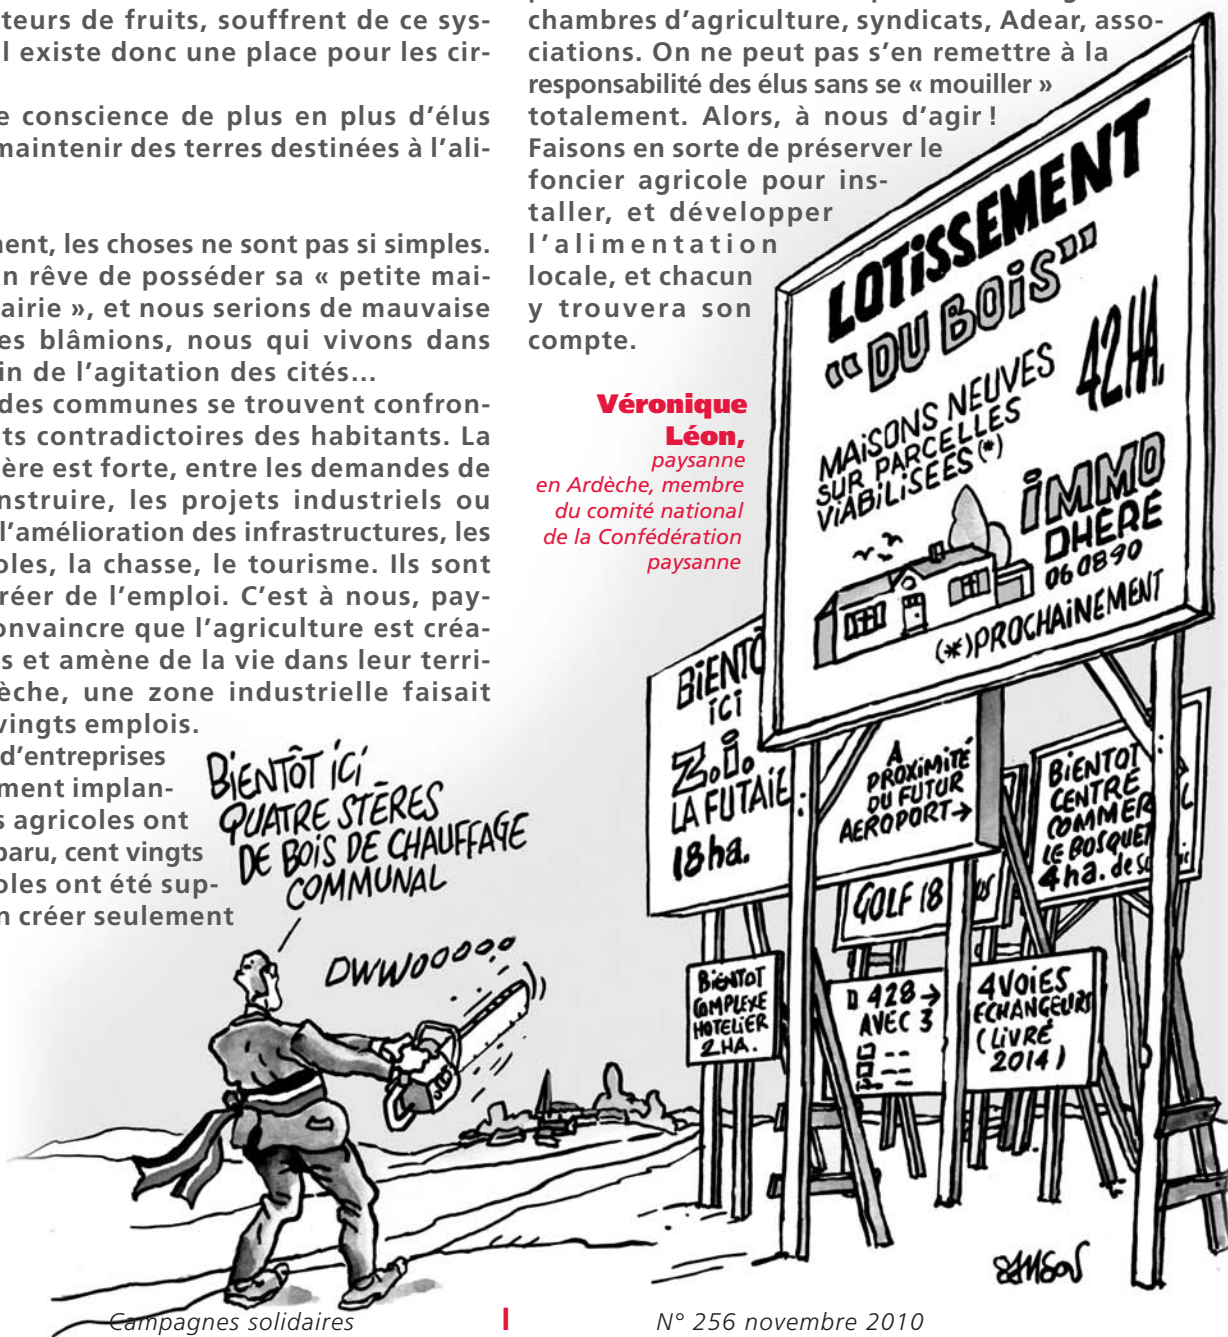 teurs de fruits, souffrent de ce sys-
l existe donc une place pour les cir-
e conscience de plus en plus d'élus
maintenir des terres destinées à l'ali-
ment, les choses ne sont pas si simples.
n rêve de posséder sa « petite mai-
airie », et nous serions de mauvaise
es blâmions, nous qui vivons dans
in de l'agitation des cités...
des communes se trouvent confron-
ts contradictoires des habitants. La
ère est forte, entre les demandes de
nstruire, les projets industriels ou
l'amélioration des infrastructures, les
oles, la chasse, le tourisme. Ils sont
réer de l'emploi. C'est à nous, pay-
onvaincre que l'agriculture est créa-
s et amène de la vie dans leur terri-
èche, une zone industrielle faisait
vingts emplois.
d'entreprises
ment implan-
s agricoles ont
paru, cent vingts
oles ont été sup-
n créer seulement
chambres d'agriculture, syndicats, Adear, asso-
ciations. On ne peut pas s'en remettre à la
responsabilité des élus sans se « mouiller »
totalement. Alors, à nous d'agir !
Faisons en sorte de préserver le
foncier agricole pour ins-
taller, et développer
l'alimentation
locale, et chacun
y trouvera son
compte.
Véronique
Léon,
paysanne
en Ardèche, membre
du comité national
de la Confédération
paysanne
LOTiSSEMENT
"DU BOiS"
42HA.
MAiSONS NEUVES
SUR PARCELLES
ViABiLiSÉES (*)
iMMO
DHÈRE
06 08 90
(*) PROCHAiNEMENT
BiENTÔ
iCi
Z.i.
LA FUTAiE
18 ha.
A
PROXiMiTÉ
DU FUTUR
AEROPORT→
BiENTOT
CENTRE
COMMER
LE BOSQUET
4 ha. de s
GOLF 18
BiENTOT
COMPLEXE
HOTELiER
2HA.
D 428 →
AVEC 3
4 VOiES
ECHANGEURS
(LiVRÉ
2014)
BiENTÔT iCi
QUATRE STÈRES
DE BOiS DE CHAUFFAGE
COMMUNAL
DWWOOOOO
SAMSON
Campagnes solidaires
N° 256 novembre 2010